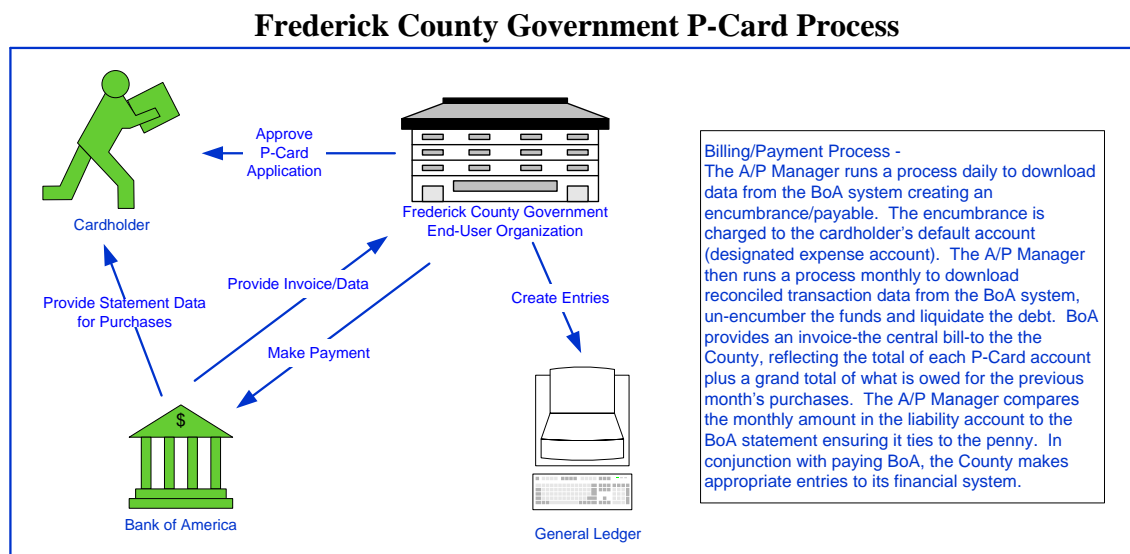 Frederick County Government P-Card Process
Approve
P-Card
Application
Cardholder
Frederick County Government
End-User Organization
Provide Statement Data
for Purchases
Provide Invoice/Data
Make Payment
Create Entries
$
Bank of America
General Ledger
Billing/Payment Process -
The A/P Manager runs a process daily to download
data from the BoA system creating an
encumbrance/payable.  The encumbrance is
charged to the cardholder's default account
(designated expense account).  The A/P Manager
then runs a process monthly to download
reconciled transaction data from the BoA system,
un-encumber the funds and liquidate the debt.  BoA
provides an invoice-the central bill-to the the
County, reflecting the total of each P-Card account
plus a grand total of what is owed for the previous
month's purchases.  The A/P Manager compares
the monthly amount in the liability account to the
BoA statement ensuring it ties to the penny.  In
conjunction with paying BoA, the County makes
appropriate entries to its financial system.